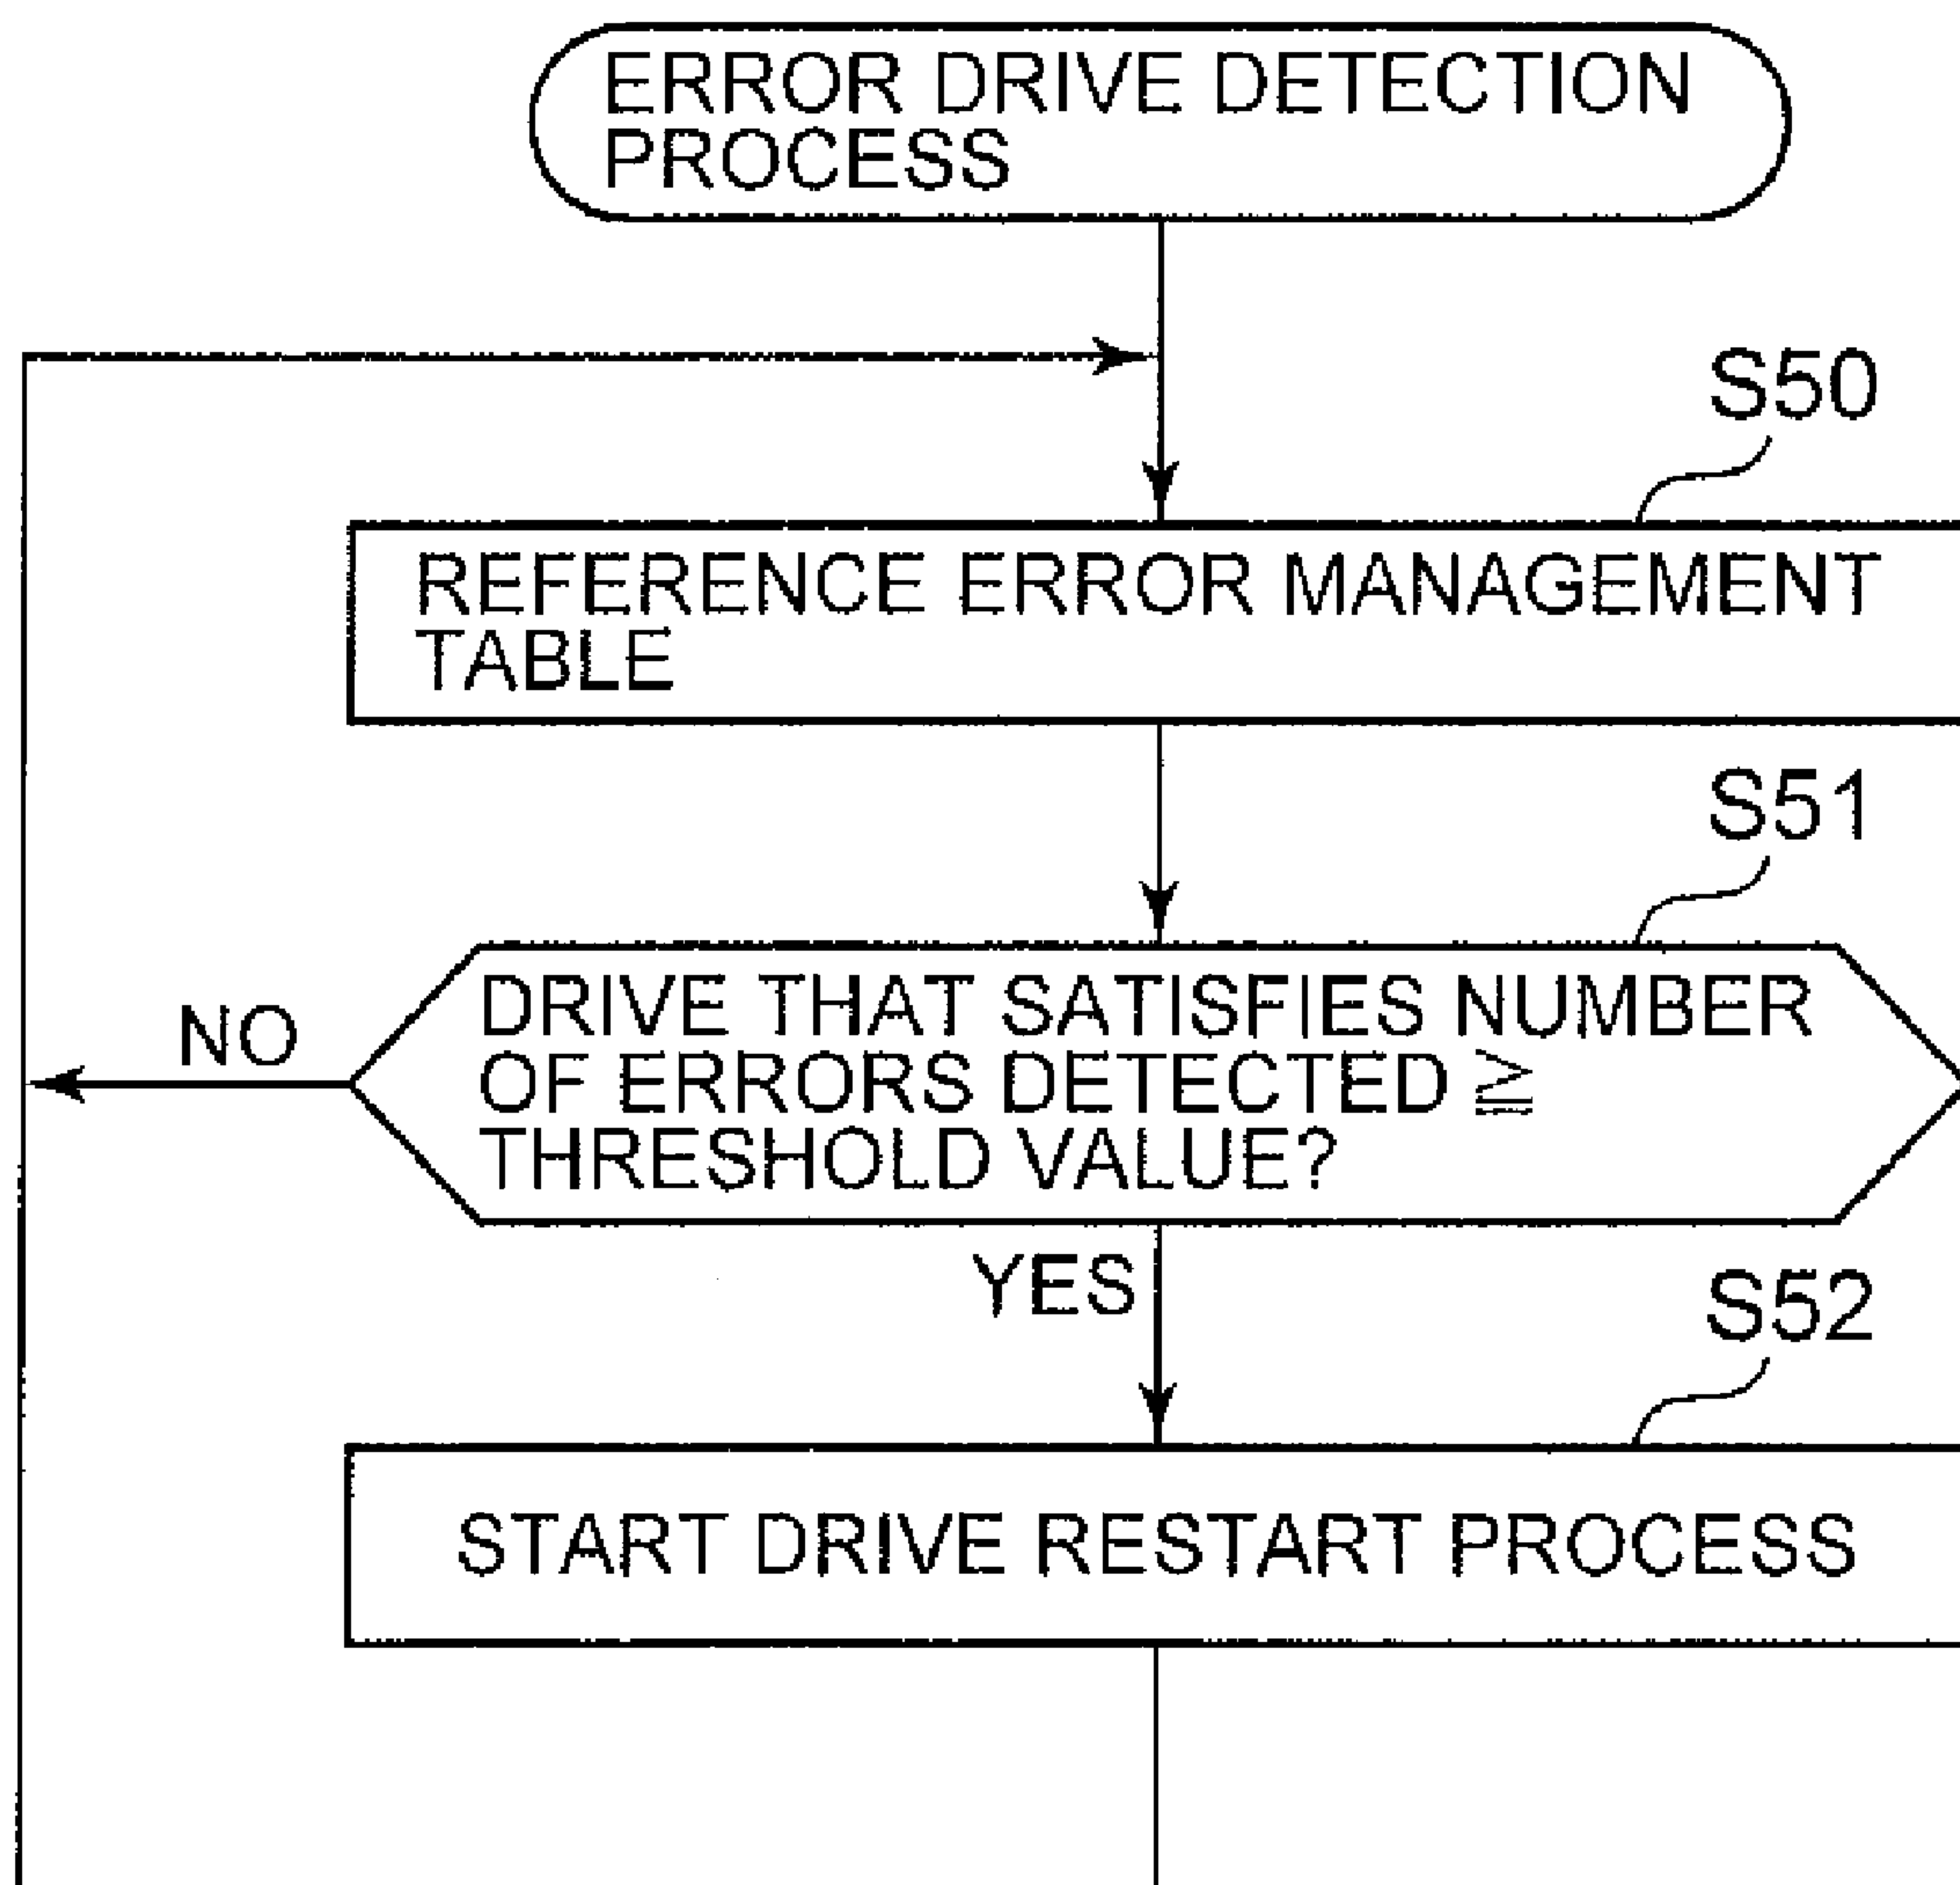 ERROR DRIVE DETECTION
PROCESS
S50
REFERENCE ERROR MANAGEMENT
TABLE
S51
DRIVE THAT SATISFIES NUMBER
OF ERRORS DETECTED ≧
THRESHOLD VALUE?
NO
YES
S52
START DRIVE RESTART PROCESS